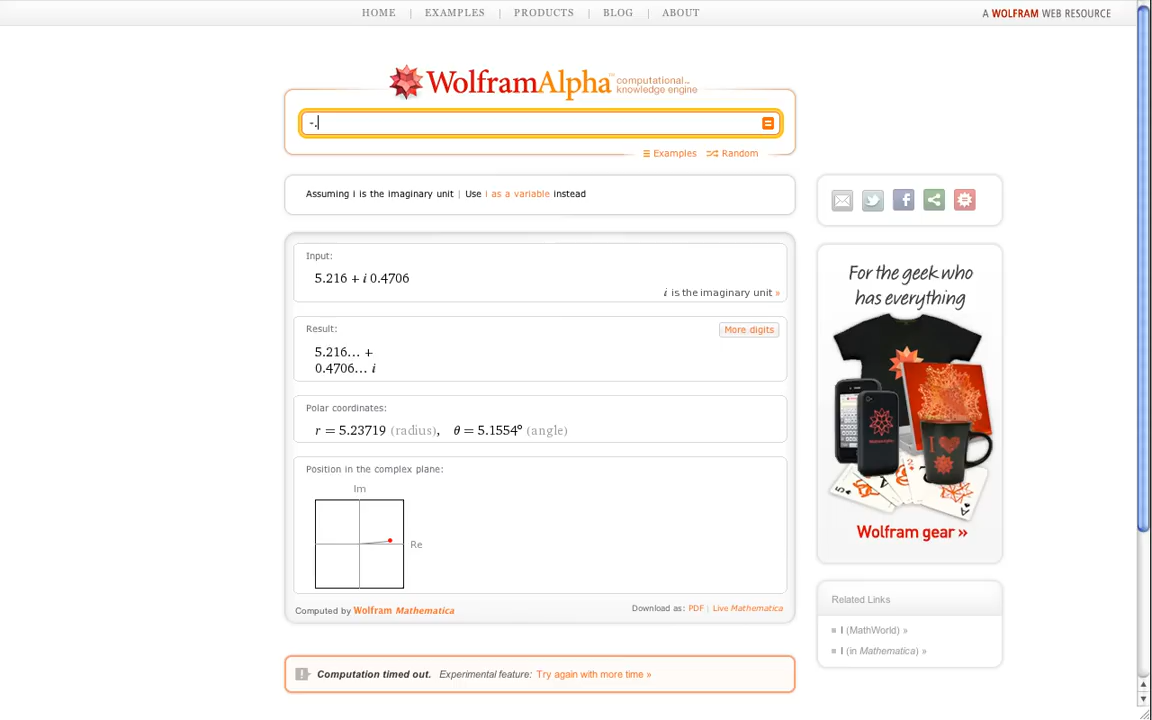 HOME | EXAMPLES | PRODUCTS | BLOG | ABOUT
A WOLFRAM WEB RESOURCE
WolframAlpha™ computational™
knowledge engine
-.
Examples Random
Assuming i is the imaginary unit | Use i as a variable instead
Input:
5.216 + i 0.4706
i is the imaginary unit »
Result:
More digits
5.216… +
0.4706… i
Polar coordinates:
r = 5.23719 (radius), θ = 5.1554° (angle)
Position in the complex plane:
Im
Re
Computed by Wolfram Mathematica
Download as: PDF | Live Mathematica
Computation timed out. Experimental feature: Try again with more time »
For the geek who
has everything
I
Wolfram gear »
Related Links
I (MathWorld) »
I (in Mathematica) »